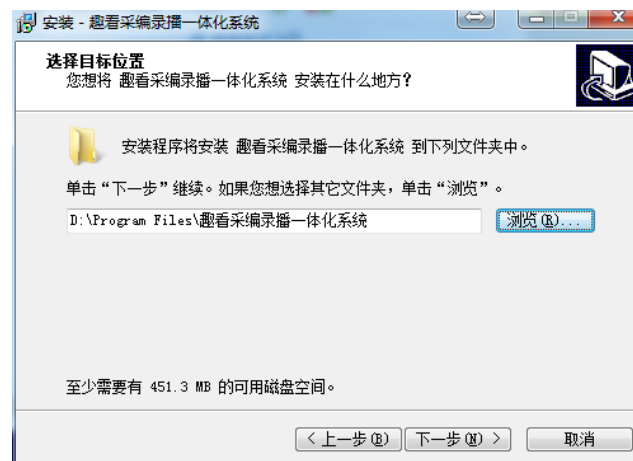 安装 - 趣看采编录播一体化系统
选择目标位置
您想将 趣看采编录播一体化系统 安装在什么地方?
安装程序将安装 趣看采编录播一体化系统 到下列文件夹中。
单击“下一步”继续。如果您想选择其它文件夹，单击“浏览”。
D:\Program Files\趣看采编录播一体化系统 浏览(R)...
至少需要有 451.3 MB 的可用磁盘空间。
< 上一步(B) 下一步(N) > 取消